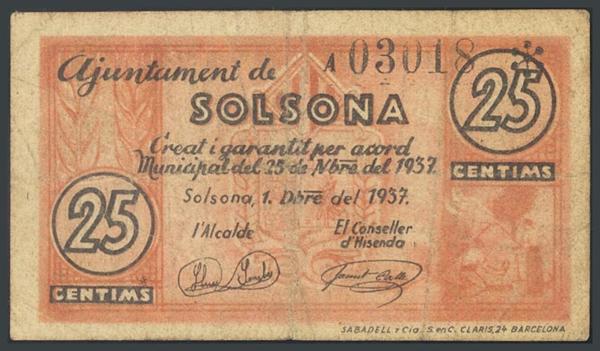 Ajuntament de
A 03018
SOLSONA
25
CENTIMS
Creat i garantit per acord
Municipal del 25 de Nbre del 1937.
Solsona, 1. Dbre del 1937.
l'Alcalde
El Conseller
d'Hisenda
25
CENTIMS
SABADELL y Cia. S. en C. CLARIS, 24 BARCELONA